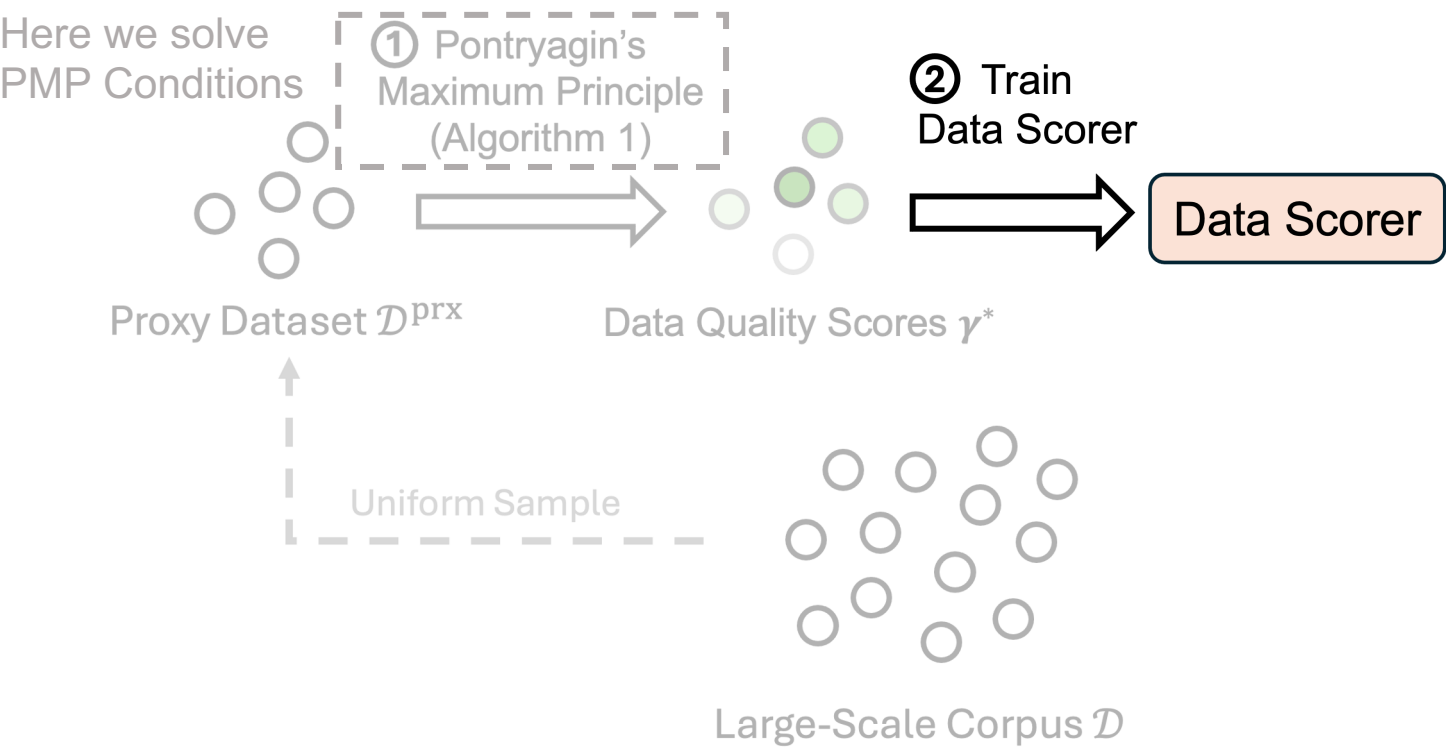 Here we solve
PMP Conditions
① Pontryagin's
Maximum Principle
(Algorithm 1)
② Train
Data Scorer
Data Scorer
Proxy Dataset 𝒟ᵖʳˣ
Data Quality Scores γ*
Uniform Sample
Large-Scale Corpus 𝒟